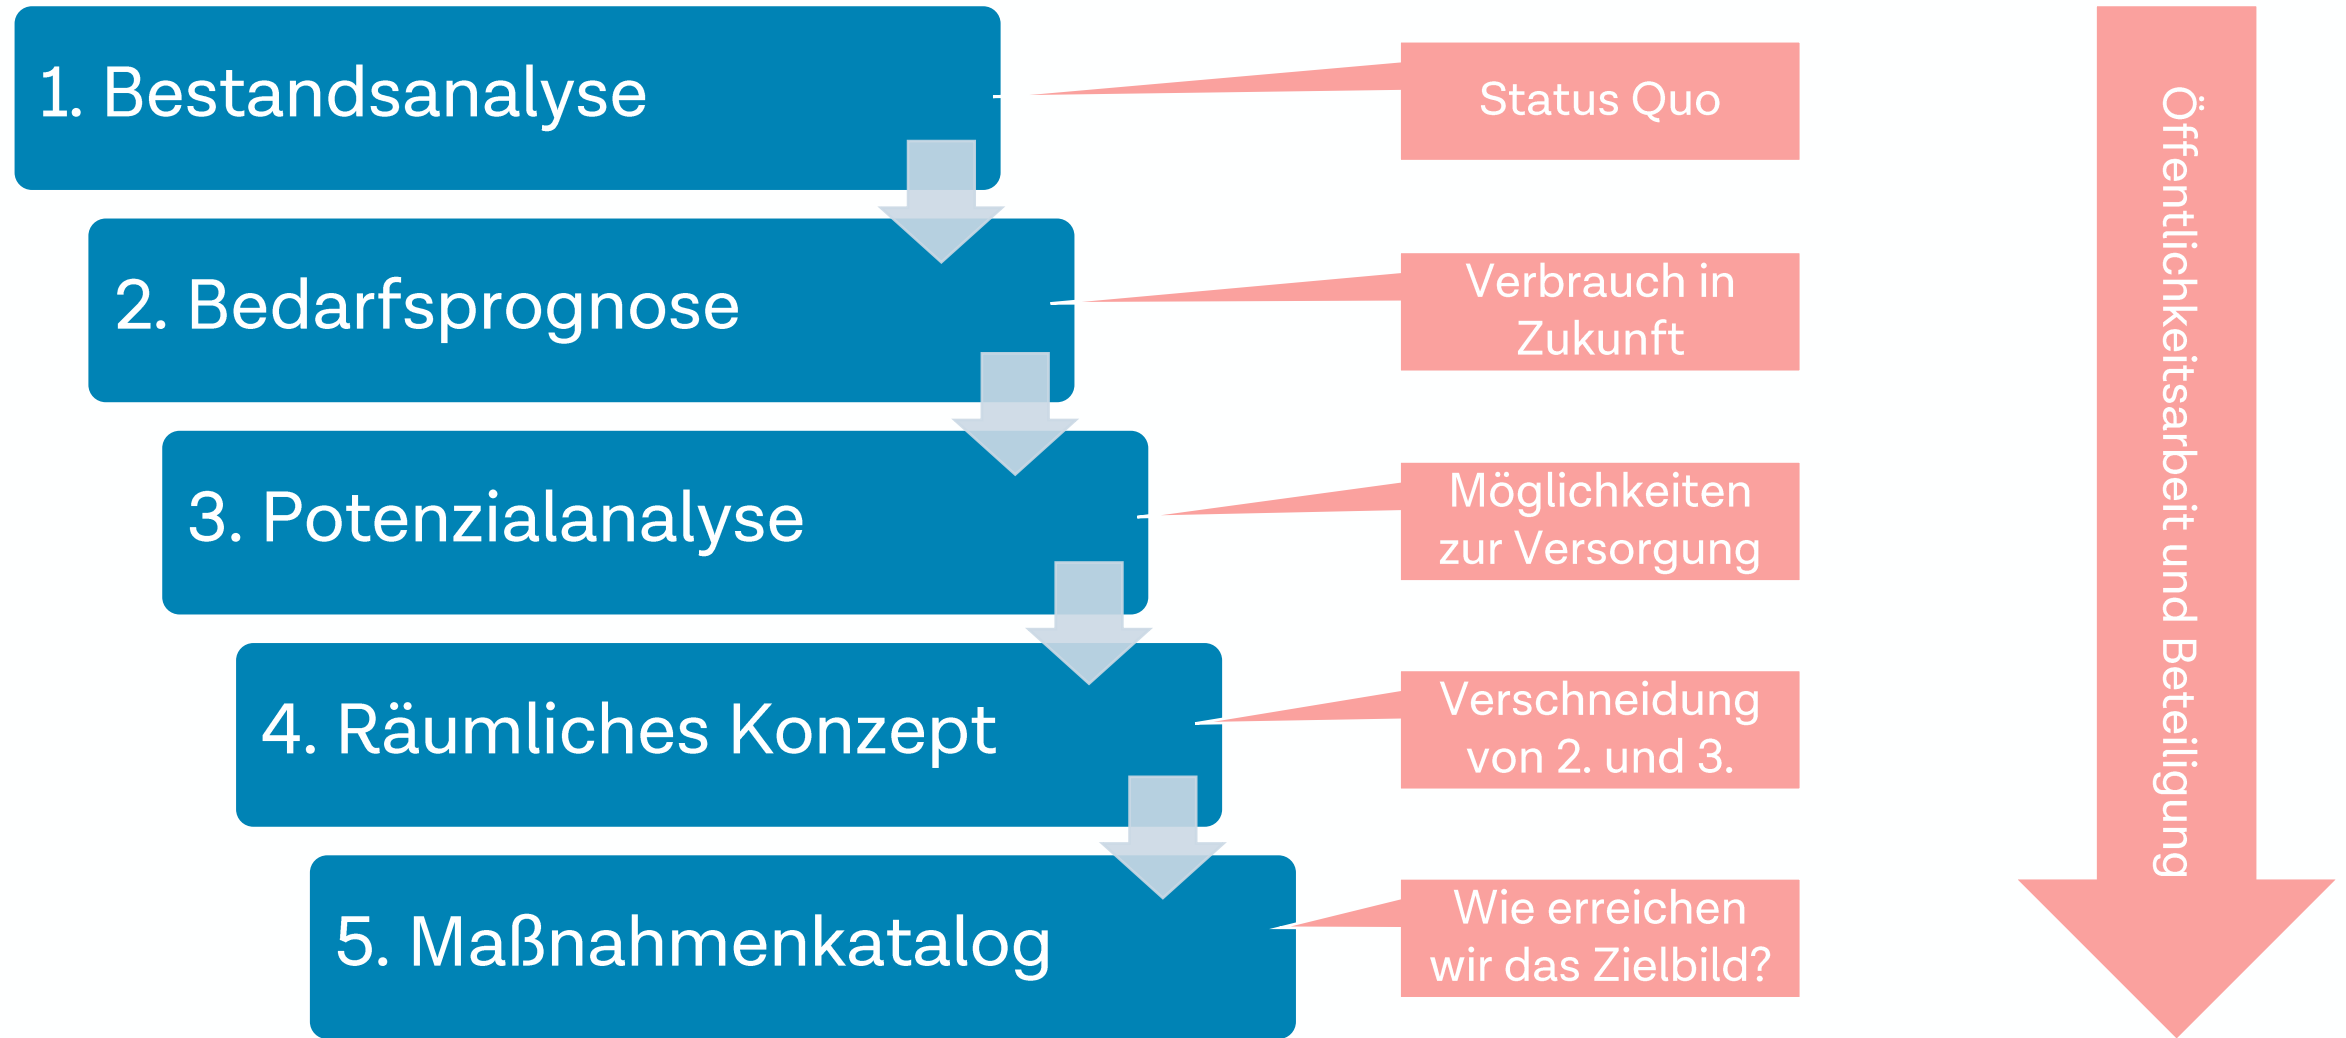 1. Bestandsanalyse
Status Quo
2. Bedarfsprognose
Verbrauch in
Zukunft
3. Potenzialanalyse
Möglichkeiten
zur Versorgung
4. Räumliches Konzept
Verschneidung
von 2. und 3.
5. Maßnahmenkatalog
Wie erreichen
wir das Zielbild?
Öffentlichkeitsarbeit und Beteiligung